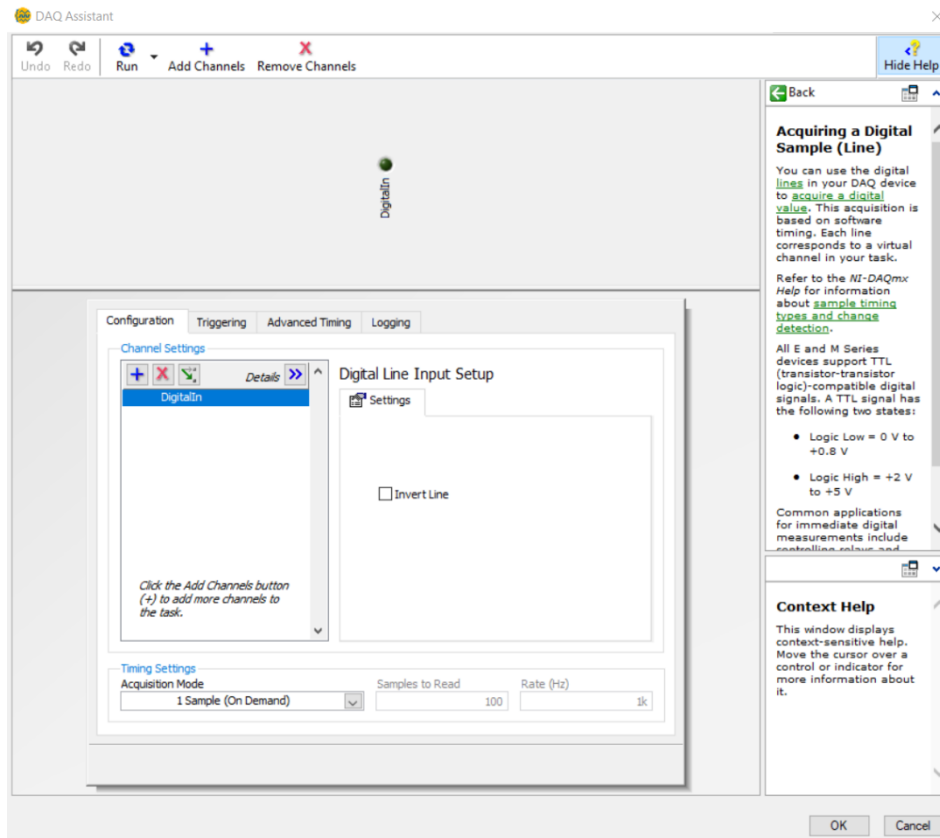 DAQ Assistant
Undo Redo Run Add Channels Remove Channels Hide Help
Back
DigitalIn
Acquiring a Digital
Sample (Line)
You can use the digital
lines in your DAQ device
to acquire a digital
value. This acquisition is
based on software
timing. Each line
corresponds to a virtual
channel in your task.
Refer to the NI-DAQmx
Help for information
about sample timing
types and change
detection.
All E and M Series
devices support TTL
(transistor-transistor
logic)-compatible digital
signals. A TTL signal has
the following two states:
• Logic Low = 0 V to
+0.8 V
• Logic High = +2 V
to +5 V
Common applications
for immediate digital
measurements include
controlling relays and
Configuration Triggering Advanced Timing Logging
Channel Settings
Details
DigitalIn
Click the Add Channels button
(+) to add more channels to
the task.
Digital Line Input Setup
Settings
Invert Line
Timing Settings
Acquisition Mode Samples to Read Rate (Hz)
1 Sample (On Demand) 100 1k
Context Help
This window displays
context-sensitive help.
Move the cursor over a
control or indicator for
more information about
it.
OK Cancel